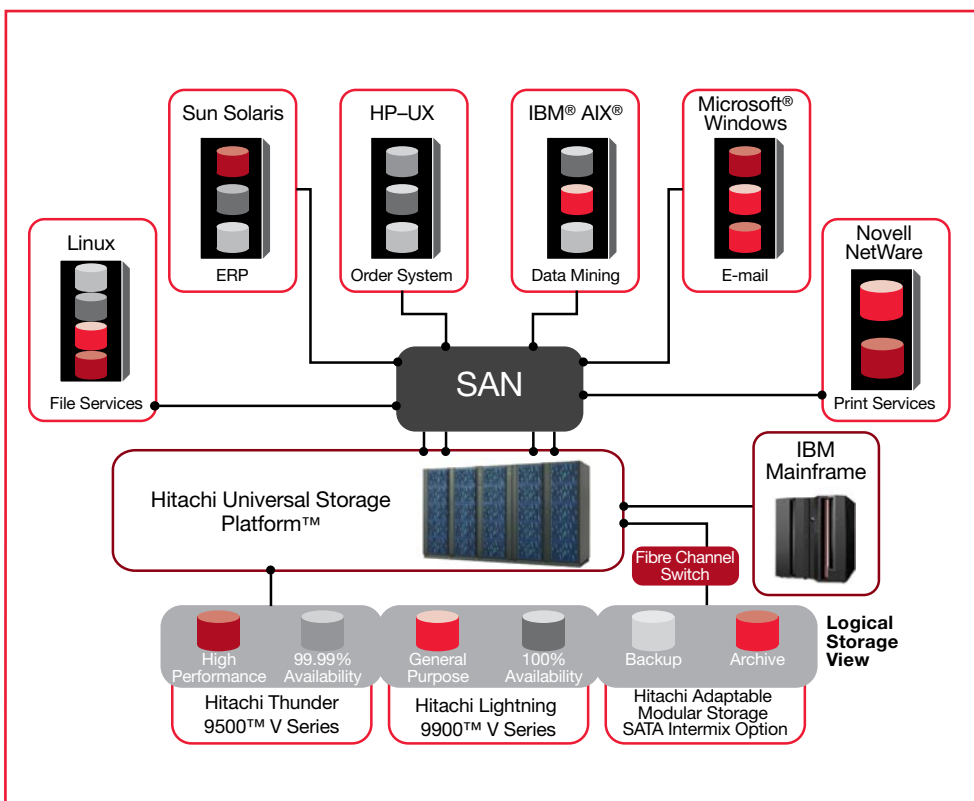 Sun Solaris
ERP
HP–UX
Order System
IBM® AIX®
Data Mining
Microsoft®
Windows
E-mail
Linux
File Services
Novell
NetWare
Print Services
SAN
Hitachi Universal Storage
Platform™
IBM
Mainframe
Fibre Channel
Switch
High
Performance
99.99%
Availability
General
Purpose
100%
Availability
Backup
Archive
Logical
Storage
View
Hitachi Thunder
9500™ V Series
Hitachi Lightning
9900™ V Series
Hitachi Adaptable
Modular Storage
SATA Intermix Option